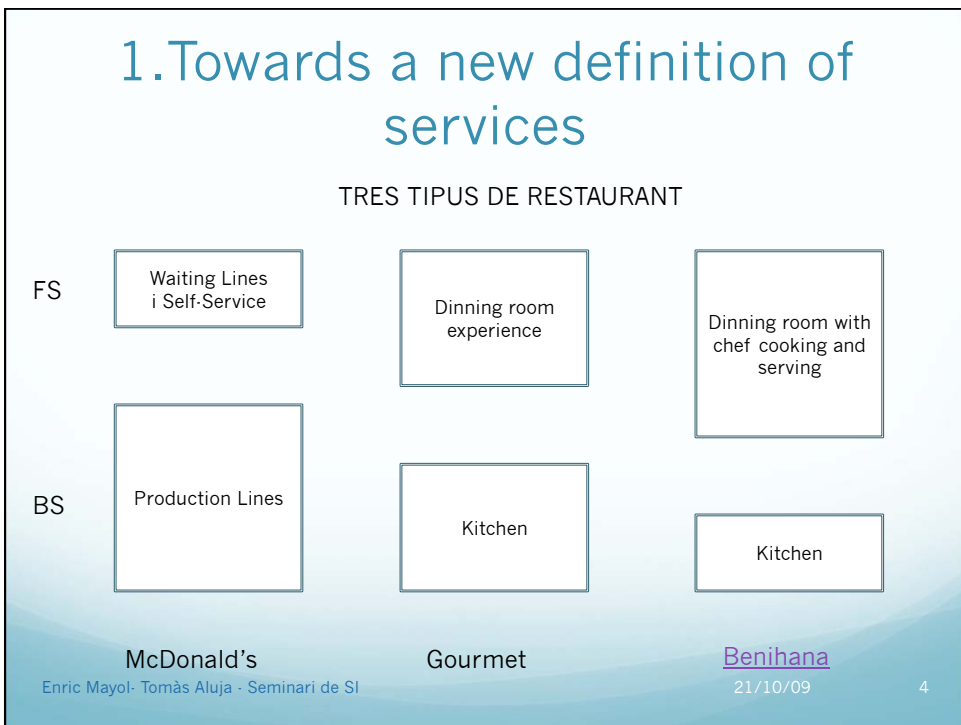 1.Towards a new definition of
services
TRES TIPUS DE RESTAURANT
FS
Waiting Lines
i Self-Service
Dinning room
experience
Dinning room with
chef cooking and
serving
BS
Production Lines
Kitchen
Kitchen
McDonald's
Gourmet
Benihana
Enric Mayol- Tomàs Aluja - Seminari de SI
21/10/09
4